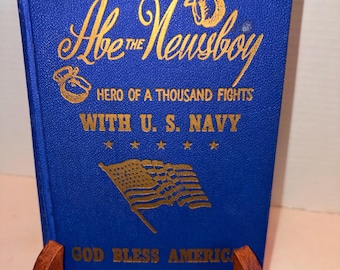 Abe THE Newsboy
HERO OF A THOUSAND FIGHTS
WITH U. S. NAVY
GOD BLESS AMERICA